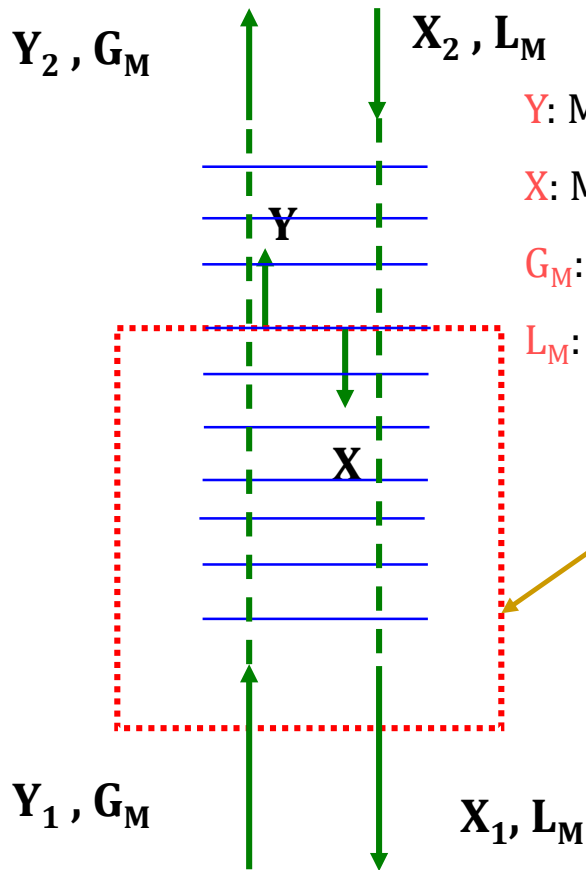 Y₂ , G_M
X₂ , L_M
Y: M
X: M
G_M:
L_M:
Y
X
Y₁ , G_M
X₁, L_M